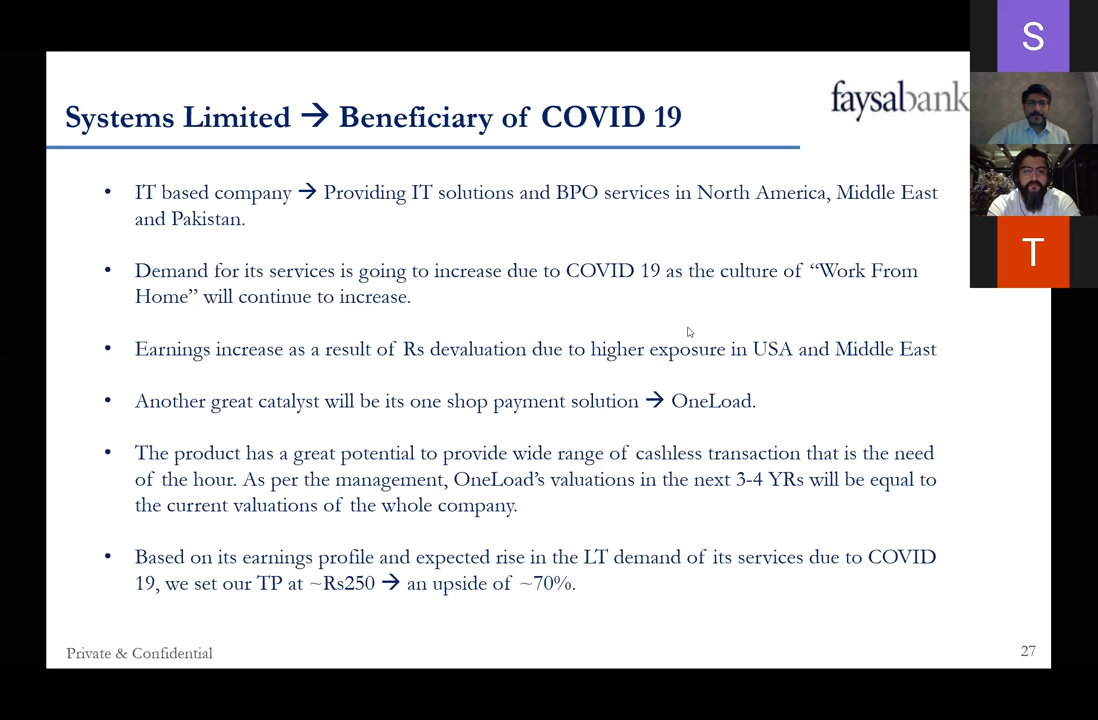 Systems Limited → Beneficiary of COVID 19
faysalbank
S
• IT based company → Providing IT solutions and BPO services in North America, Middle East
and Pakistan.
• Demand for its services is going to increase due to COVID 19 as the culture of “Work From
Home” will continue to increase.
T
• Earnings increase as a result of Rs devaluation due to higher exposure in USA and Middle East
• Another great catalyst will be its one shop payment solution → OneLoad.
• The product has a great potential to provide wide range of cashless transaction that is the need
of the hour. As per the management, OneLoad’s valuations in the next 3-4 YRs will be equal to
the current valuations of the whole company.
• Based on its earnings profile and expected rise in the LT demand of its services due to COVID
19, we set our TP at ~Rs250 → an upside of ~70%.
Private & Confidential
27